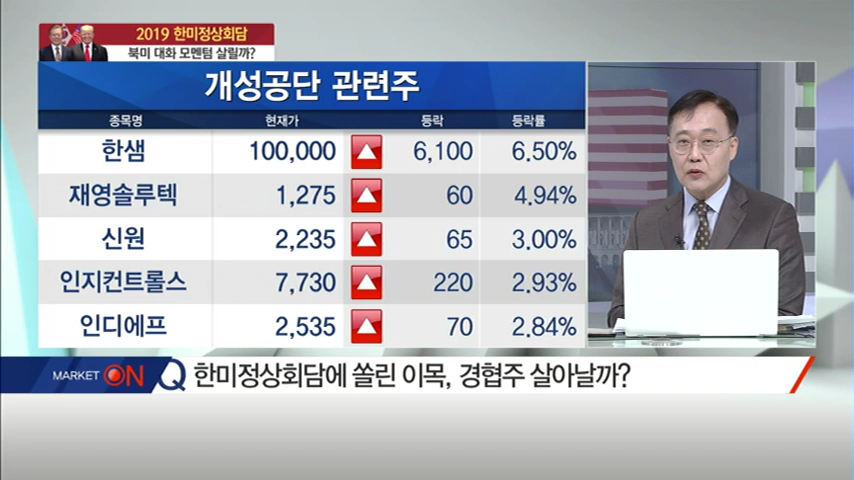 2019 한미정상회담
북미 대화 모멘텀 살릴까?
개성공단 관련주
종목명 현재가 등락 등락률
한샘 100,000 ▲ 6,100 6.50%
재영솔루텍 1,275 ▲ 60 4.94%
신원 2,235 ▲ 65 3.00%
인지컨트롤스 7,730 ▲ 220 2.93%
인디에프 2,535 ▲ 70 2.84%
MARKET ON Q 한미정상회담에 쏠린 이목, 경협주 살아날까?